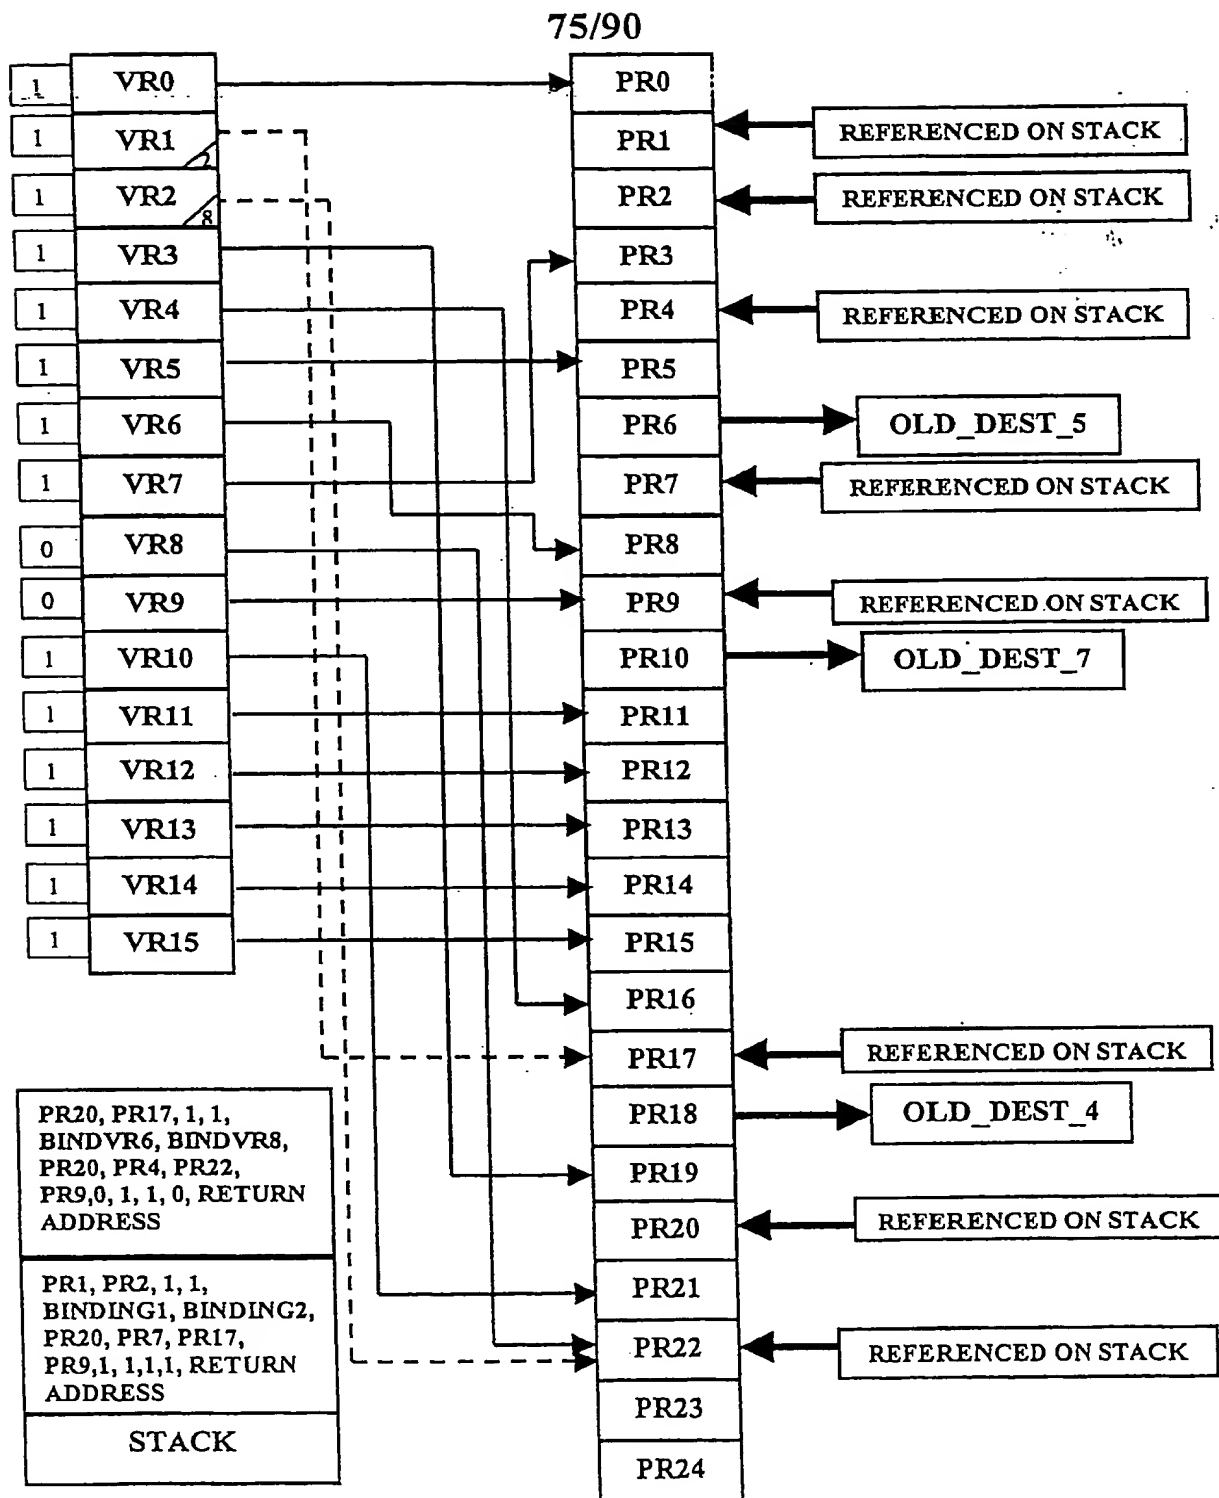 75/90
1 VR0 PR0
1 VR1 2 PR1 REFERENCED ON STACK
1 VR2 8 PR2 REFERENCED ON STACK
1 VR3 PR3
1 VR4 PR4 REFERENCED ON STACK
1 VR5 PR5
1 VR6 PR6 OLD_DEST_5
1 VR7 PR7 REFERENCED ON STACK
0 VR8 PR8
0 VR9 PR9 REFERENCED ON STACK
1 VR10 PR10 OLD_DEST_7
1 VR11 PR11
1 VR12 PR12
1 VR13 PR13
1 VR14 PR14
1 VR15 PR15
PR16
PR17 REFERENCED ON STACK
PR18 OLD_DEST_4
PR19
PR20 REFERENCED ON STACK
PR21
PR22 REFERENCED ON STACK
PR23
PR24
PR20, PR17, 1, 1,
BINDVR6, BINDVR8,
PR20, PR4, PR22,
PR9,0, 1, 1, 0, RETURN
ADDRESS
PR1, PR2, 1, 1,
BINDING1, BINDING2,
PR20, PR7, PR17,
PR9,1, 1,1,1, RETURN
ADDRESS
STACK